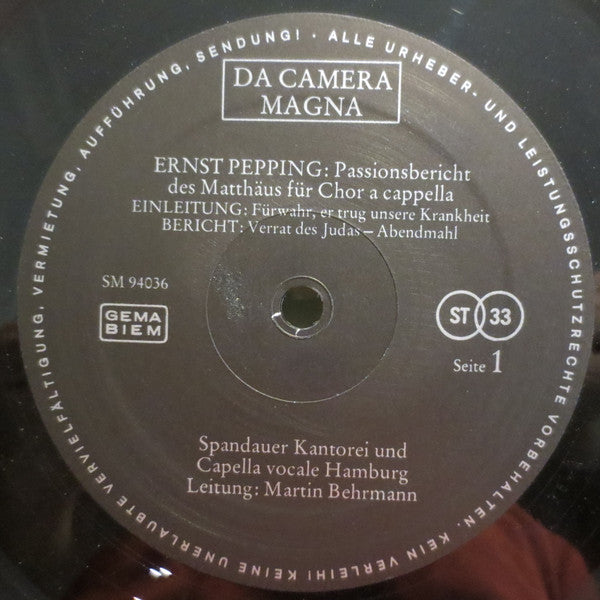 ALLE URHEBER- UND LEISTUNGSSCHUTZRECHTE VORBEHALTEN. KEIN VERLEIH! KEINE UNERLAUBTE VERVIELFÄLTIGUNG, VERMIETUNG, AUFFÜHRUNG, SENDUNG! ·
DA CAMERA
MAGNA
ERNST PEPPING: Passionsbericht
des Matthäus für Chor a cappella
EINLEITUNG: Fürwahr, er trug unsere Krankheit
BERICHT: Verrat des Judas – Abendmahl
SM 94036
GEMA
BIEM
ST 33
Seite 1
Spandauer Kantorei und
Capella vocale Hamburg
Leitung: Martin Behrmann